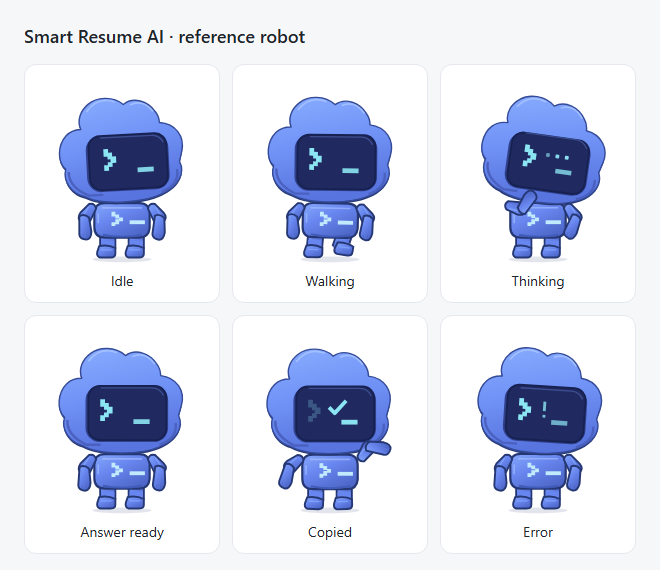 Smart Resume AI · reference robot
Idle
Walking
Thinking
Answer ready
Copied
Error